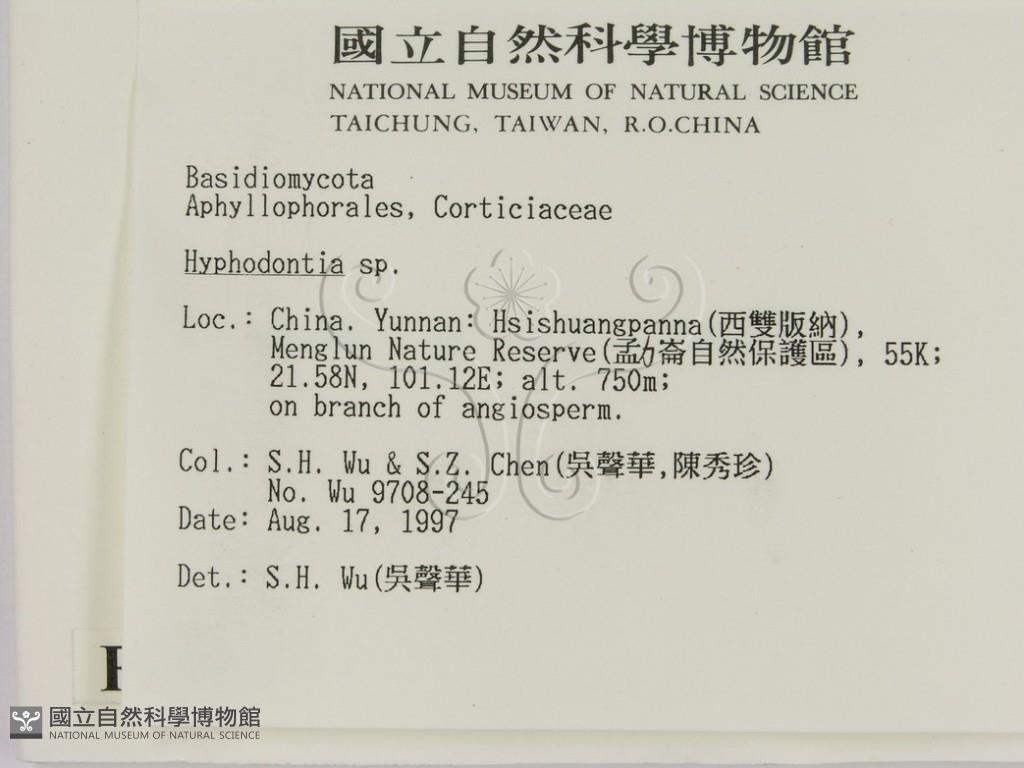 國立自然科學博物館
NATIONAL MUSEUM OF NATURAL SCIENCE
TAICHUNG, TAIWAN, R.O.CHINA
Basidiomycota
Aphyllophorales, Corticiaceae
Hyphodontia sp.
Loc.: China. Yunnan: Hsishuangpanna(西雙版納),
Menglun Nature Reserve(孟力崙自然保護區), 55K;
21.58N, 101.12E; alt. 750m;
on branch of angiosperm.
Col.: S.H. Wu & S.Z. Chen(吳聲華,陳秀珍)
No. Wu 9708-245
Date: Aug. 17, 1997
Det.: S.H. Wu(吳聲華)
國立自然科學博物館
NATIONAL MUSEUM OF NATURAL SCIENCE